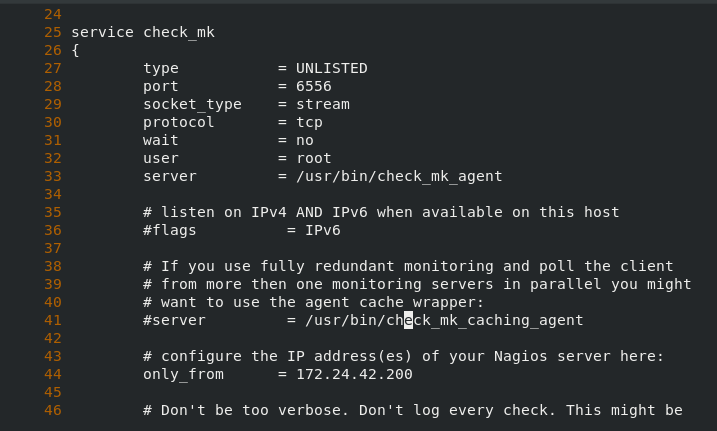 24
25 service check_mk
26 {
27         type           = UNLISTED
28         port           = 6556
29         socket_type    = stream
30         protocol       = tcp
31         wait           = no
32         user           = root
33         server         = /usr/bin/check_mk_agent
34
35         # listen on IPv4 AND IPv6 when available on this host
36         #flags          = IPv6
37
38         # If you use fully redundant monitoring and poll the client
39         # from more then one monitoring servers in parallel you might
40         # want to use the agent cache wrapper:
41         #server         = /usr/bin/check_mk_caching_agent
42
43         # configure the IP address(es) of your Nagios server here:
44         only_from      = 172.24.42.200
45
46         # Don't be too verbose. Don't log every check. This might be